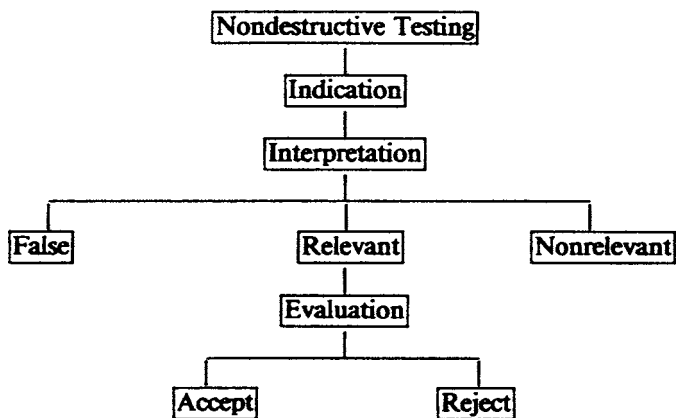 Nondestructive Testing
Indication
Interpretation
False
Relevant
Nonrelevant
Evaluation
Accept
Reject